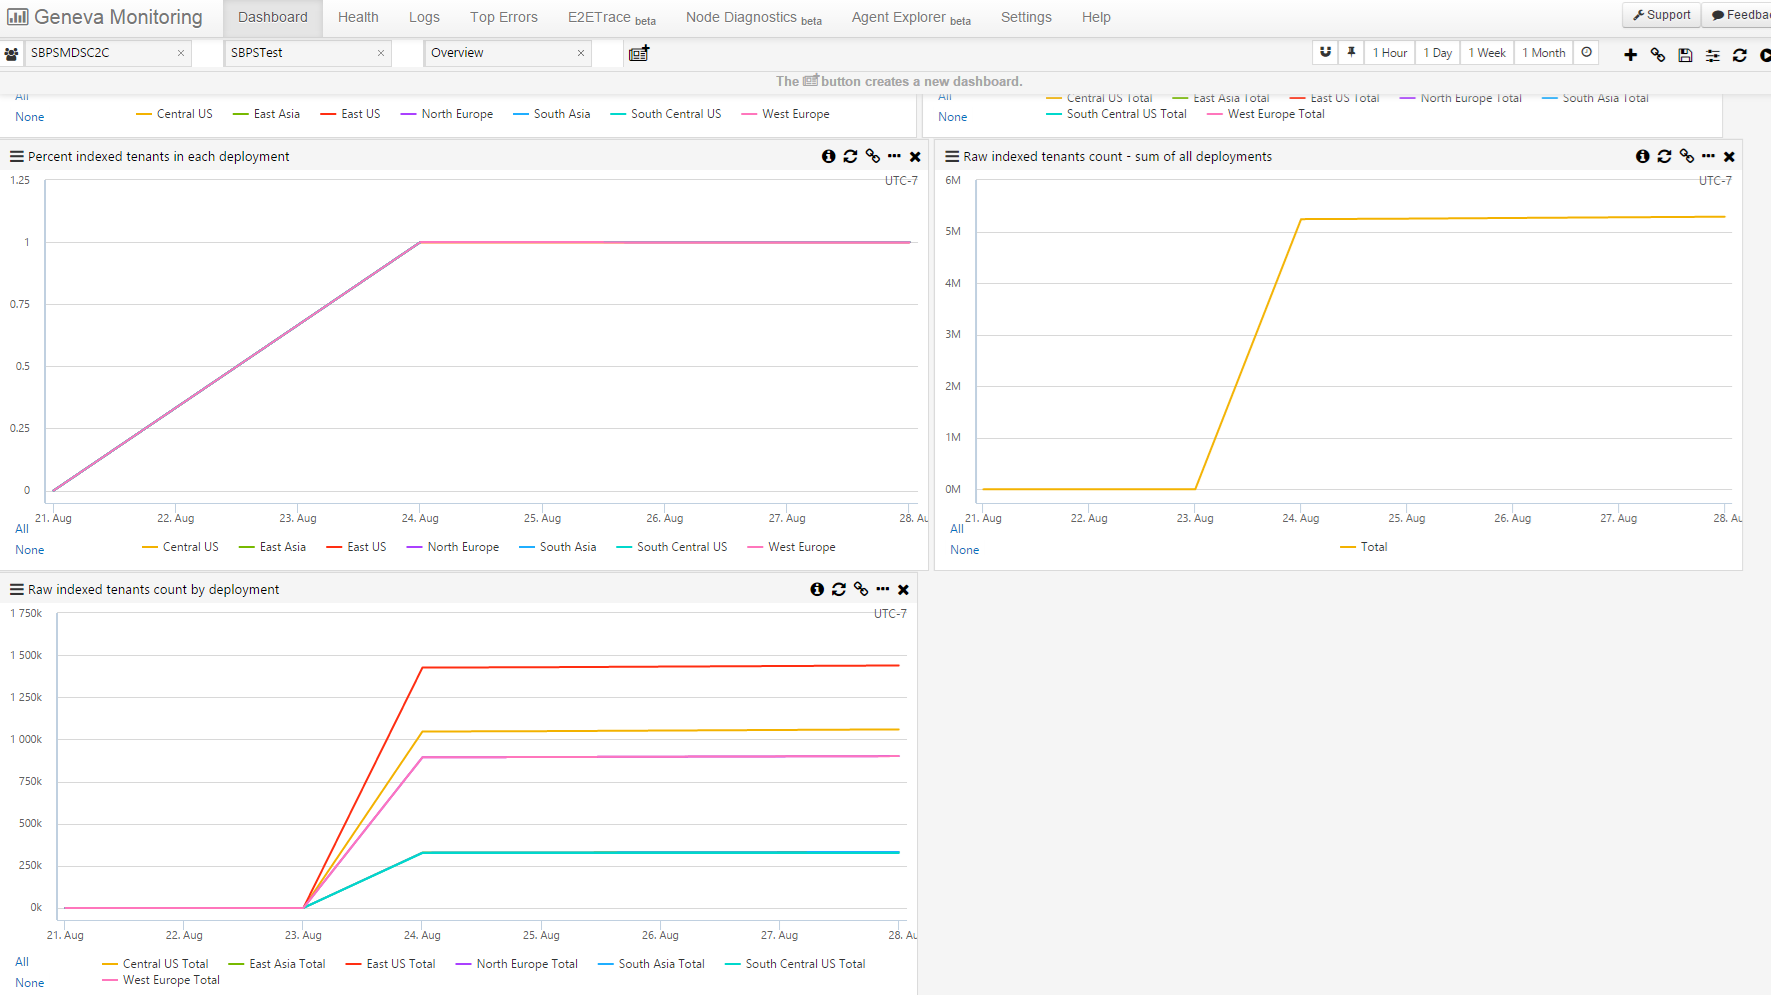 Geneva Monitoring Dashboard Health Logs Top Errors E2ETrace beta Node Diagnostics beta Agent Explorer beta Settings Help Support Feedba
SBPSMDSC2C × SBPSTest × Overview × 1 Hour 1 Day 1 Week 1 Month
The button creates a new dashboard.
All
None
Central US East Asia East US North Europe South Asia South Central US West Europe
All
None
Central US Total East Asia Total East US Total North Europe Total South Asia Total
South Central US Total West Europe Total
Percent indexed tenants in each deployment
UTC-7
1.25
1
0.75
0.5
0.25
0
21. Aug 22. Aug 23. Aug 24. Aug 25. Aug 26. Aug 27. Aug 28. Au
All
None
Central US East Asia East US North Europe South Asia South Central US West Europe
Raw indexed tenants count - sum of all deployments
UTC-7
6M
5M
4M
3M
2M
1M
0M
21. Aug 22. Aug 23. Aug 24. Aug 25. Aug 26. Aug 27. Aug 28. Au
All
None
Total
Raw indexed tenants count by deployment
UTC-7
1 750k
1 500k
1 250k
1 000k
750k
500k
250k
0k
21. Aug 22. Aug 23. Aug 24. Aug 25. Aug 26. Aug 27. Aug 28. Au
All
None
Central US Total East Asia Total East US Total North Europe Total South Asia Total South Central US Total
West Europe Total